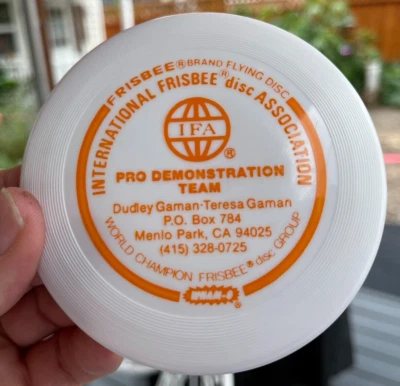 FRISBEE® BRAND FLYING DISC
INTERNATIONAL FRISBEE® disc ASSOCIATION
IFA
®
PRO DEMONSTRATION
TEAM
Dudley Gaman-Teresa Gaman
P.O. Box 784
Menlo Park, CA 94025
(415) 328-0725
WORLD CHAMPION FRISBEE® disc GROUP
WHAM-O®